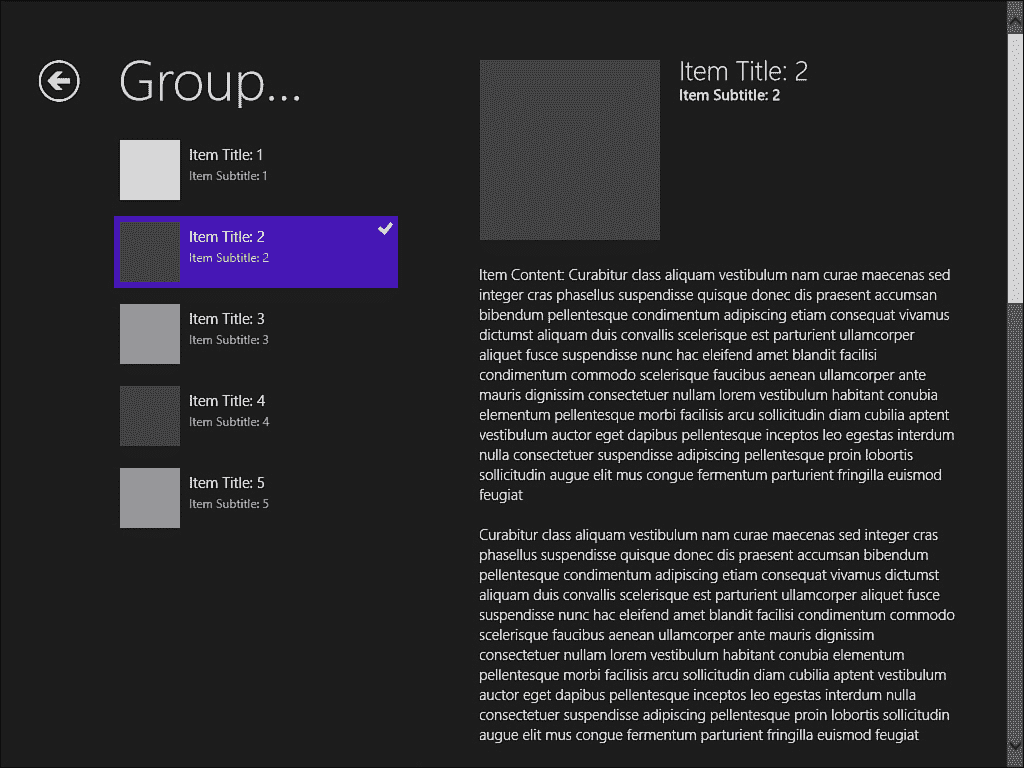 Group...
Item Title: 1
Item Subtitle: 1
Item Title: 2
Item Subtitle: 2
Item Title: 3
Item Subtitle: 3
Item Title: 4
Item Subtitle: 4
Item Title: 5
Item Subtitle: 5
Item Title: 2
Item Subtitle: 2
Item Content: Curabitur class aliquam vestibulum nam curae maecenas sed
integer cras phasellus suspendisse quisque donec dis praesent accumsan
bibendum pellentesque condimentum adipiscing etiam consequat vivamus
dictumst aliquam duis convallis scelerisque est parturient ullamcorper
aliquet fusce suspendisse nunc hac eleifend amet blandit facilisi
condimentum commodo scelerisque faucibus aenean ullamcorper ante
mauris dignissim consectetuer nullam lorem vestibulum habitant conubia
elementum pellentesque morbi facilisis arcu sollicitudin diam cubilia aptent
vestibulum auctor eget dapibus pellentesque inceptos leo egestas interdum
nulla consectetuer suspendisse adipiscing pellentesque proin lobortis
sollicitudin augue elit mus congue fermentum parturient fringilla euismod
feugiat
Curabitur class aliquam vestibulum nam curae maecenas sed integer cras
phasellus suspendisse quisque donec dis praesent accumsan bibendum
pellentesque condimentum adipiscing etiam consequat vivamus dictumst
aliquam duis convallis scelerisque est parturient ullamcorper aliquet fusce
suspendisse nunc hac eleifend amet blandit facilisi condimentum commodo
scelerisque faucibus aenean ullamcorper ante mauris dignissim
consectetuer nullam lorem vestibulum habitant conubia elementum
pellentesque morbi facilisis arcu sollicitudin diam cubilia aptent vestibulum
auctor eget dapibus pellentesque inceptos leo egestas interdum nulla
consectetuer suspendisse adipiscing pellentesque proin lobortis sollicitudin
augue elit mus congue fermentum parturient fringilla euismod feugiat